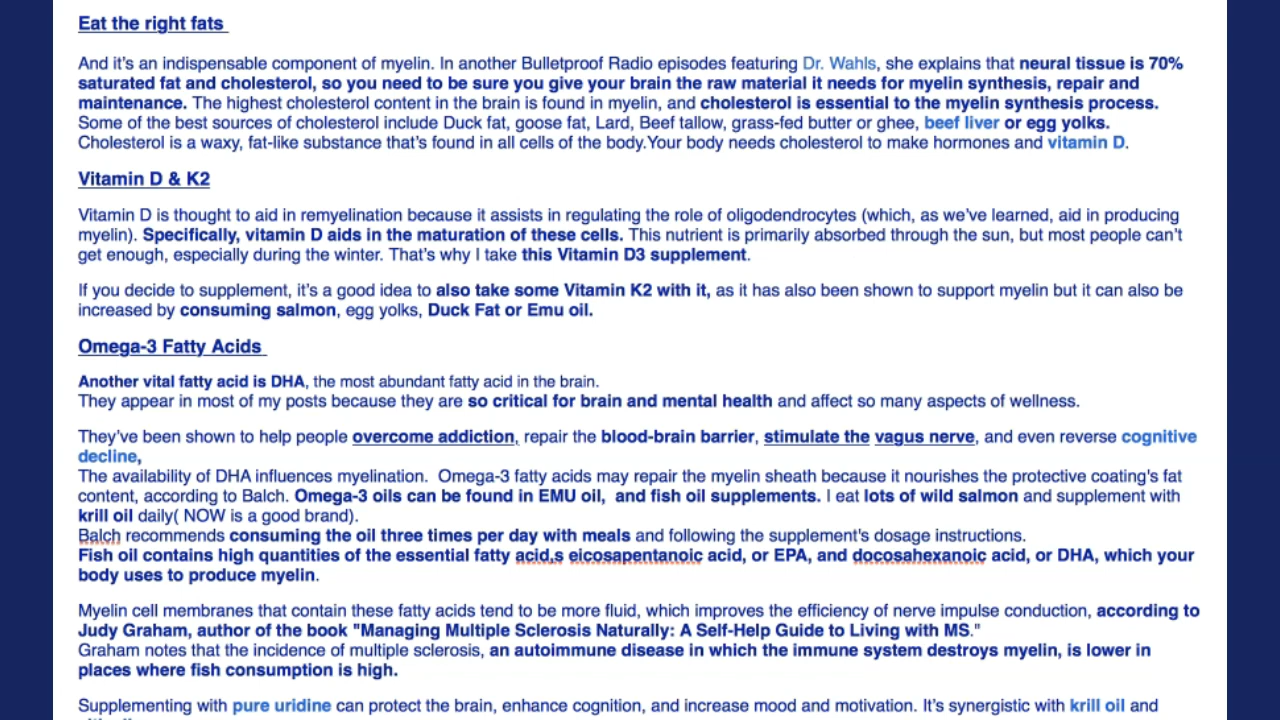 Eat the right fats
And it's an indispensable component of myelin. In another Bulletproof Radio episodes featuring Dr. Wahls, she explains that neural tissue is 70%
saturated fat and cholesterol, so you need to be sure you give your brain the raw material it needs for myelin synthesis, repair and
maintenance. The highest cholesterol content in the brain is found in myelin, and cholesterol is essential to the myelin synthesis process.
Some of the best sources of cholesterol include Duck fat, goose fat, Lard, Beef tallow, grass-fed butter or ghee, beef liver or egg yolks.
Cholesterol is a waxy, fat-like substance that's found in all cells of the body.Your body needs cholesterol to make hormones and vitamin D.
Vitamin D & K2
Vitamin D is thought to aid in remyelination because it assists in regulating the role of oligodendrocytes (which, as we've learned, aid in producing
myelin). Specifically, vitamin D aids in the maturation of these cells. This nutrient is primarily absorbed through the sun, but most people can't
get enough, especially during the winter. That's why I take this Vitamin D3 supplement.
If you decide to supplement, it's a good idea to also take some Vitamin K2 with it, as it has also been shown to support myelin but it can also be
increased by consuming salmon, egg yolks, Duck Fat or Emu oil.
Omega-3 Fatty Acids
Another vital fatty acid is DHA, the most abundant fatty acid in the brain.
They appear in most of my posts because they are so critical for brain and mental health and affect so many aspects of wellness.
They've been shown to help people overcome addiction, repair the blood-brain barrier, stimulate the vagus nerve, and even reverse cognitive
decline,
The availability of DHA influences myelination.  Omega-3 fatty acids may repair the myelin sheath because it nourishes the protective coating's fat
content, according to Balch. Omega-3 oils can be found in EMU oil,  and fish oil supplements. I eat lots of wild salmon and supplement with
krill oil daily( NOW is a good brand).
Balch recommends consuming the oil three times per day with meals and following the supplement's dosage instructions.
Fish oil contains high quantities of the essential fatty acid,s eicosapentanoic acid, or EPA, and docosahexanoic acid, or DHA, which your
body uses to produce myelin.
Myelin cell membranes that contain these fatty acids tend to be more fluid, which improves the efficiency of nerve impulse conduction, according to
Judy Graham, author of the book "Managing Multiple Sclerosis Naturally: A Self-Help Guide to Living with MS."
Graham notes that the incidence of multiple sclerosis, an autoimmune disease in which the immune system destroys myelin, is lower in
places where fish consumption is high.
Supplementing with pure uridine can protect the brain, enhance cognition, and increase mood and motivation. It's synergistic with krill oil and